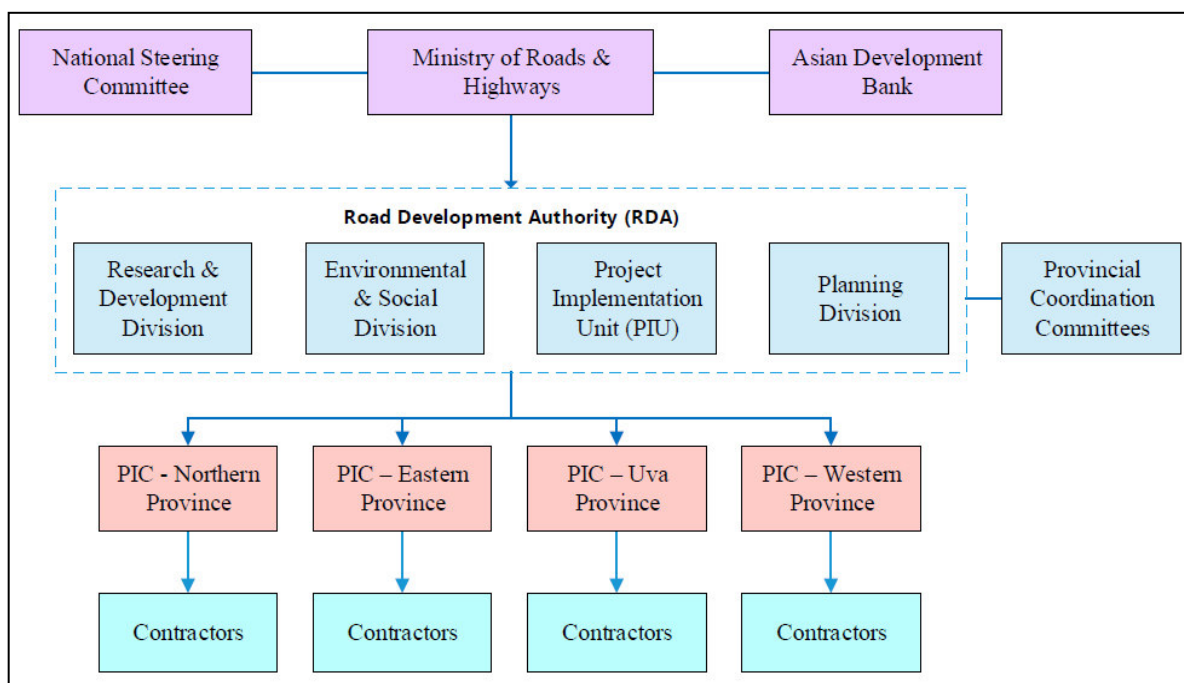 National Steering
Committee
Ministry of Roads &
Highways
Asian Development
Bank
Road Development Authority (RDA)
Research &
Development
Division
Environmental
& Social
Division
Project
Implementation
Unit (PIU)
Planning
Division
Provincial
Coordination
Committees
PIC - Northern
Province
PIC – Eastern
Province
PIC – Uva
Province
PIC – Western
Province
Contractors
Contractors
Contractors
Contractors